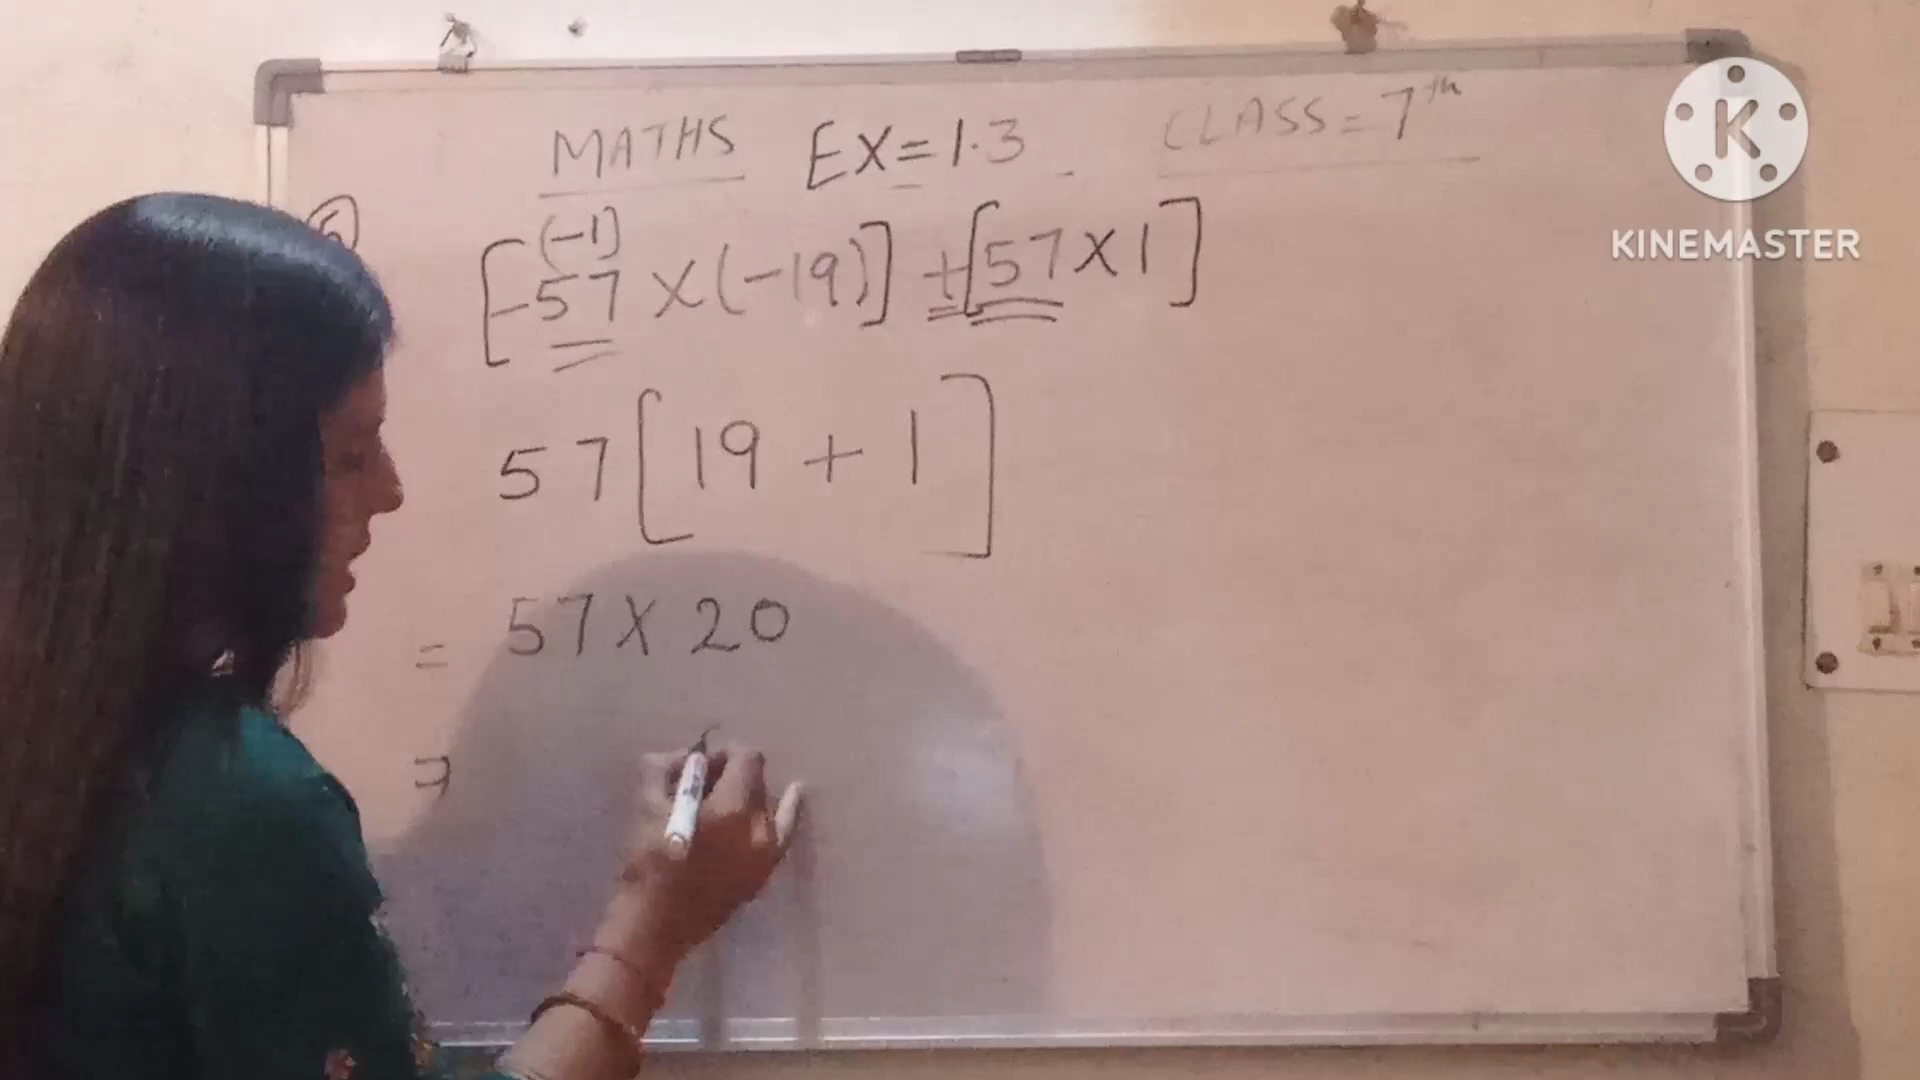 MATHS EX=1.3 CLASS=7th
(-1)
[-57×(-19)]+[57×1]
57[19+1]
= 57×20
=
K
KINEMASTER